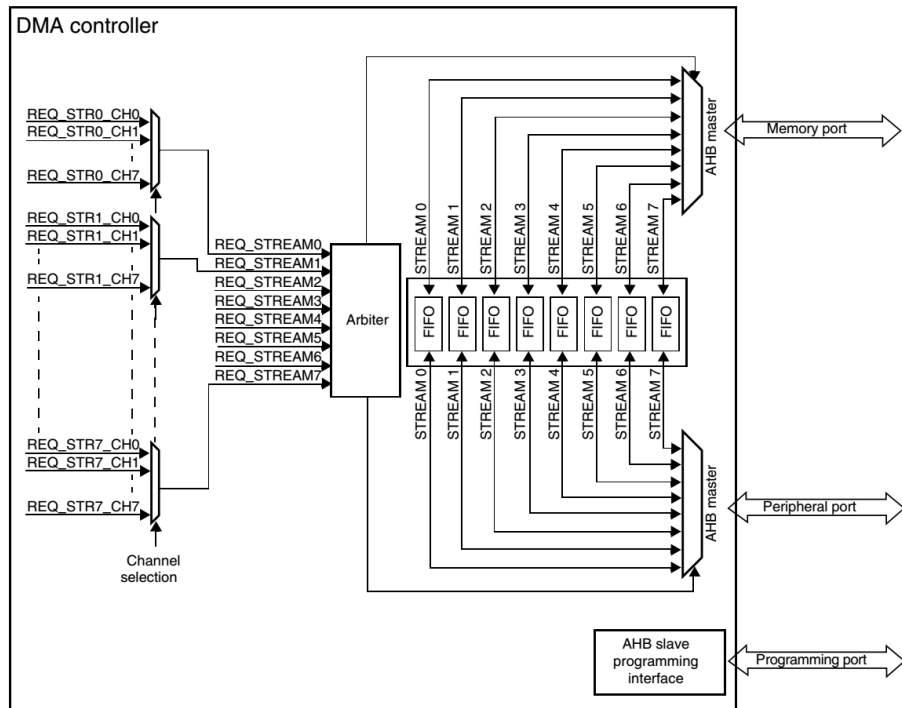 DMA controller
REQ_STR0_CH0
REQ_STR0_CH1
REQ_STR0_CH7
REQ_STR1_CH0
REQ_STR1_CH1
REQ_STR1_CH7
REQ_STR7_CH0
REQ_STR7_CH1
REQ_STR7_CH7
Channel
selection
REQ_STREAM0
REQ_STREAM1
REQ_STREAM2
REQ_STREAM3
REQ_STREAM4
REQ_STREAM5
REQ_STREAM6
REQ_STREAM7
Arbiter
STREAM 0
STREAM 1
STREAM 2
STREAM 3
STREAM 4
STREAM 5
STREAM 6
STREAM 7
FIFO
FIFO
FIFO
FIFO
FIFO
FIFO
FIFO
FIFO
STREAM 0
STREAM 1
STREAM 2
STREAM 3
STREAM 4
STREAM 5
STREAM 6
STREAM 7
AHB master
Memory port
AHB master
Peripheral port
AHB slave
programming
interface
Programming port